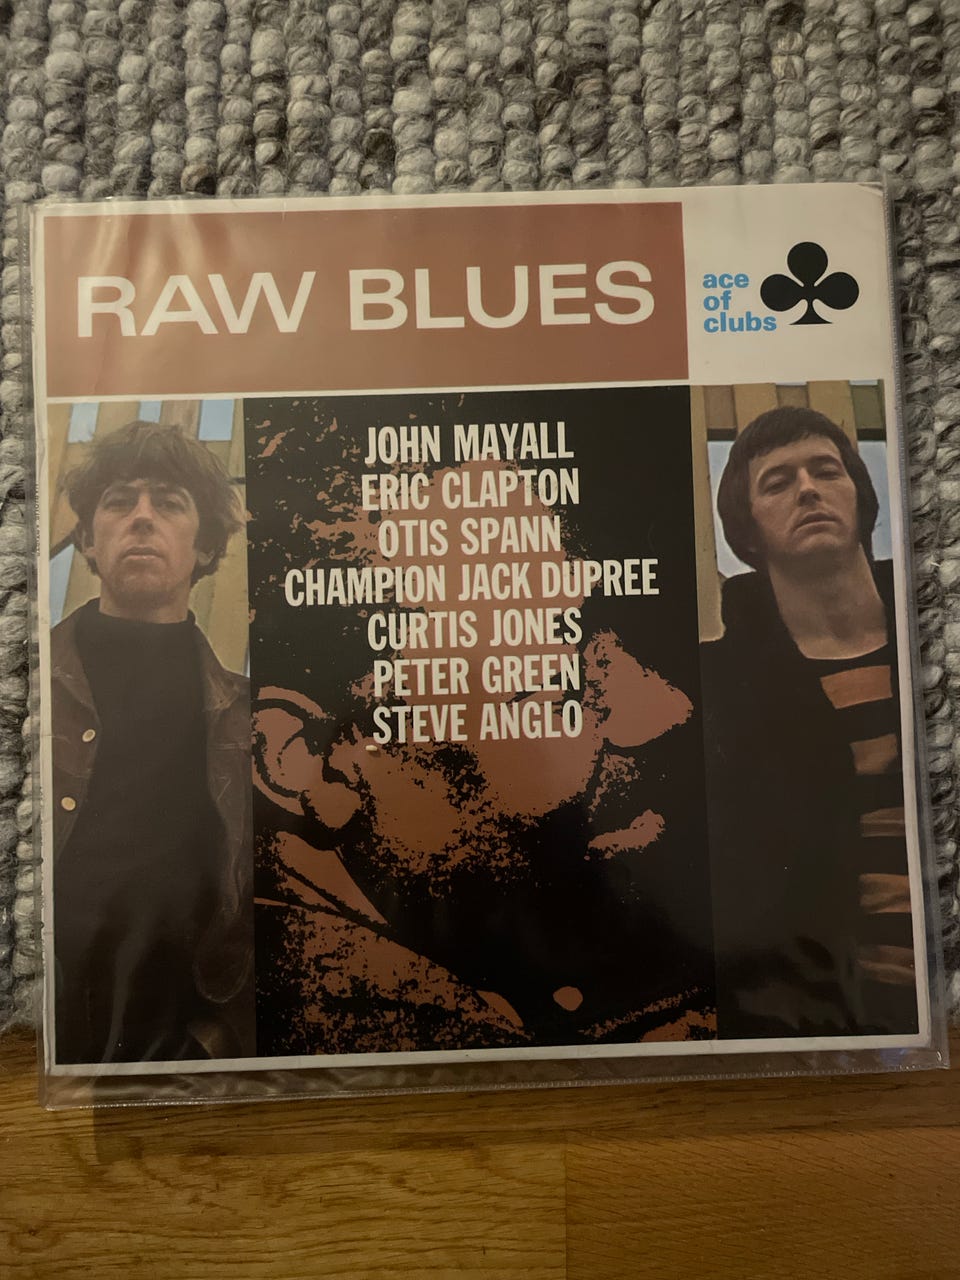 RAW BLUES
ace
of
clubs
JOHN MAYALL
ERIC CLAPTON
OTIS SPANN
CHAMPION JACK DUPREE
CURTIS JONES
PETER GREEN
STEVE ANGLO